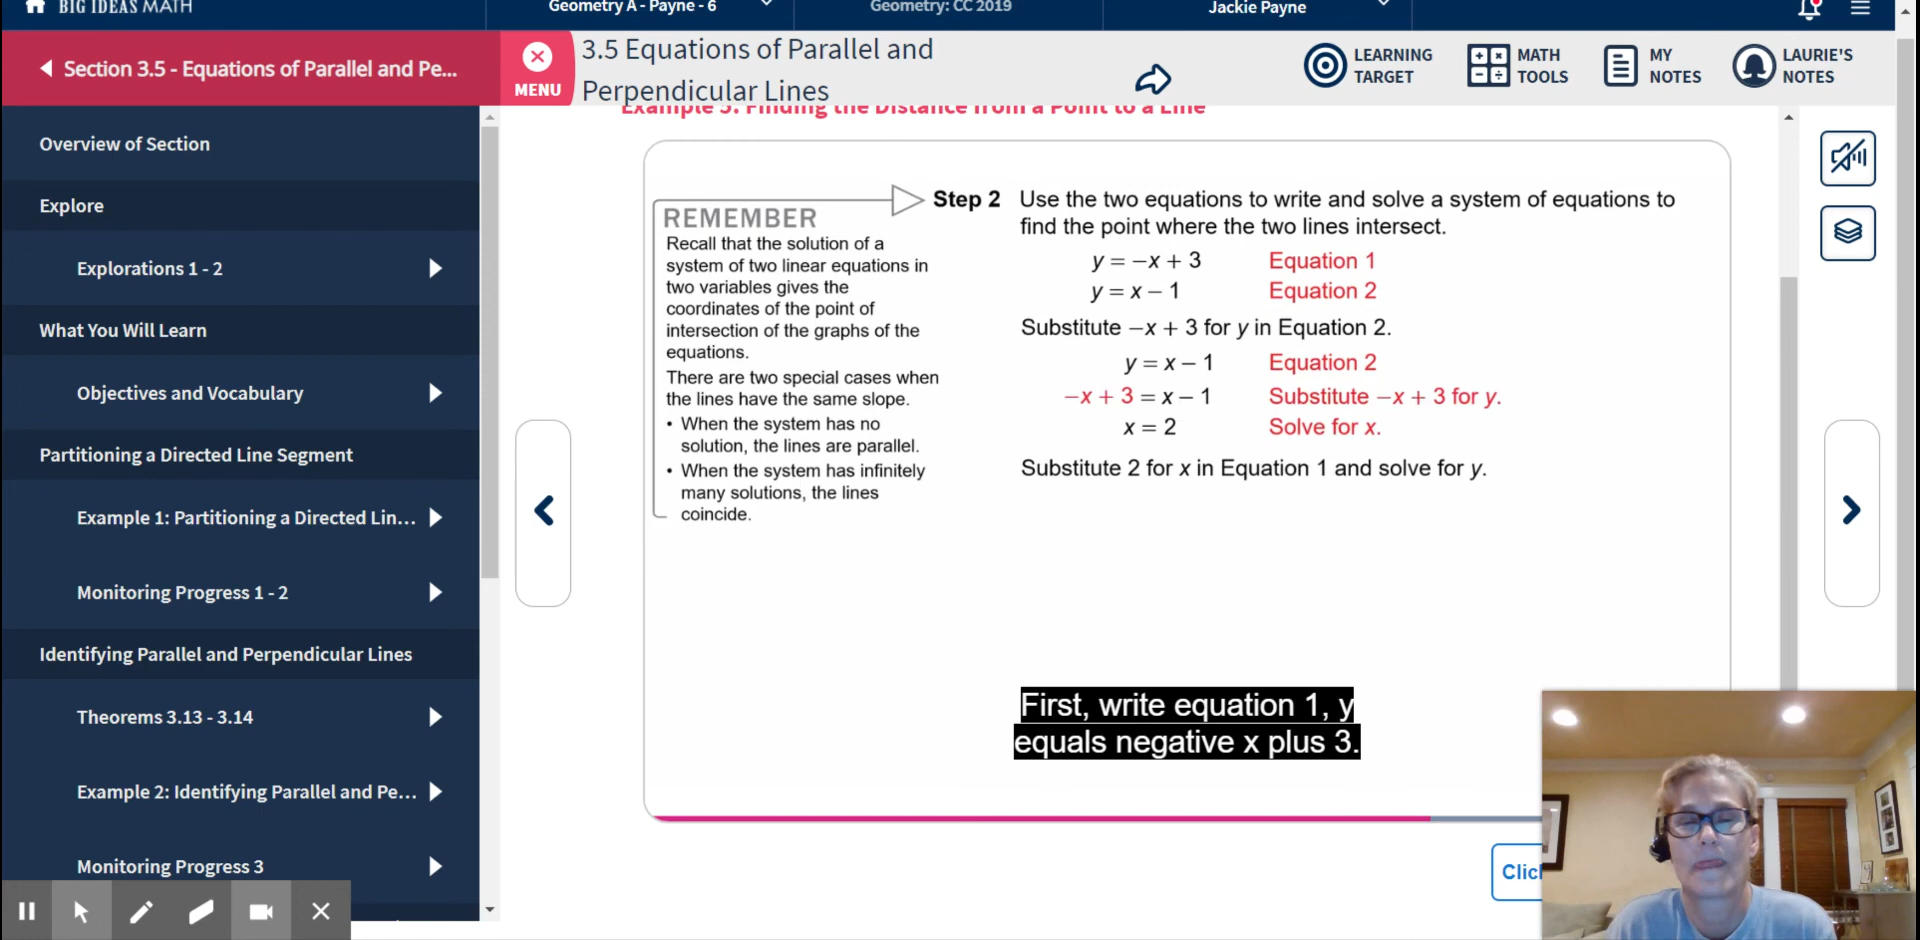 BIG IDEAS MATH
Geometry A - Payne - 6
Geometry: CC 2019
Jackie Payne
Section 3.5 - Equations of Parallel and Pe...
MENU
3.5 Equations of Parallel and
Perpendicular Lines
LEARNING
TARGET
MATH
TOOLS
MY
NOTES
LAURIE'S
NOTES
Overview of Section
Explore
Explorations 1 - 2
What You Will Learn
Objectives and Vocabulary
Partitioning a Directed Line Segment
Example 1: Partitioning a Directed Lin...
Monitoring Progress 1 - 2
Identifying Parallel and Perpendicular Lines
Theorems 3.13 - 3.14
Example 2: Identifying Parallel and Pe...
Monitoring Progress 3
Example 5: Finding the Distance from a Point to a Line
REMEMBER
Recall that the solution of a
system of two linear equations in
two variables gives the
coordinates of the point of
intersection of the graphs of the
equations.
There are two special cases when
the lines have the same slope.
• When the system has no
solution, the lines are parallel.
• When the system has infinitely
many solutions, the lines
coincide.
Step 2 Use the two equations to write and solve a system of equations to
find the point where the two lines intersect.
y = −x + 3 Equation 1
y = x − 1 Equation 2
Substitute −x + 3 for y in Equation 2.
y = x − 1 Equation 2
−x + 3 = x − 1 Substitute −x + 3 for y.
x = 2 Solve for x.
Substitute 2 for x in Equation 1 and solve for y.
First, write equation 1, y
equals negative x plus 3.
Clic